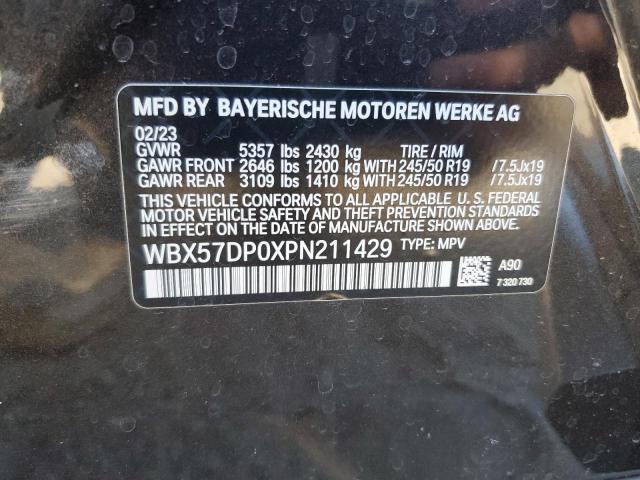 MFD BY BAYERISCHE MOTOREN WERKE AG
02/23
GVWR 5357 lbs 2430 kg TIRE / RIM
GAWR FRONT 2646 lbs 1200 kg WITH 245/50 R19 /7.5Jx19
GAWR REAR 3109 lbs 1410 kg WITH 245/50 R19 /7.5Jx19
THIS VEHICLE CONFORMS TO ALL APPLICABLE U. S. FEDERAL
MOTOR VEHICLE SAFETY AND THEFT PREVENTION STANDARDS
IN EFFECT ON THE DATE OF MANUFACTURE SHOWN ABOVE.
WBX57DP0XPN211429 TYPE: MPV
A90
7 320 730